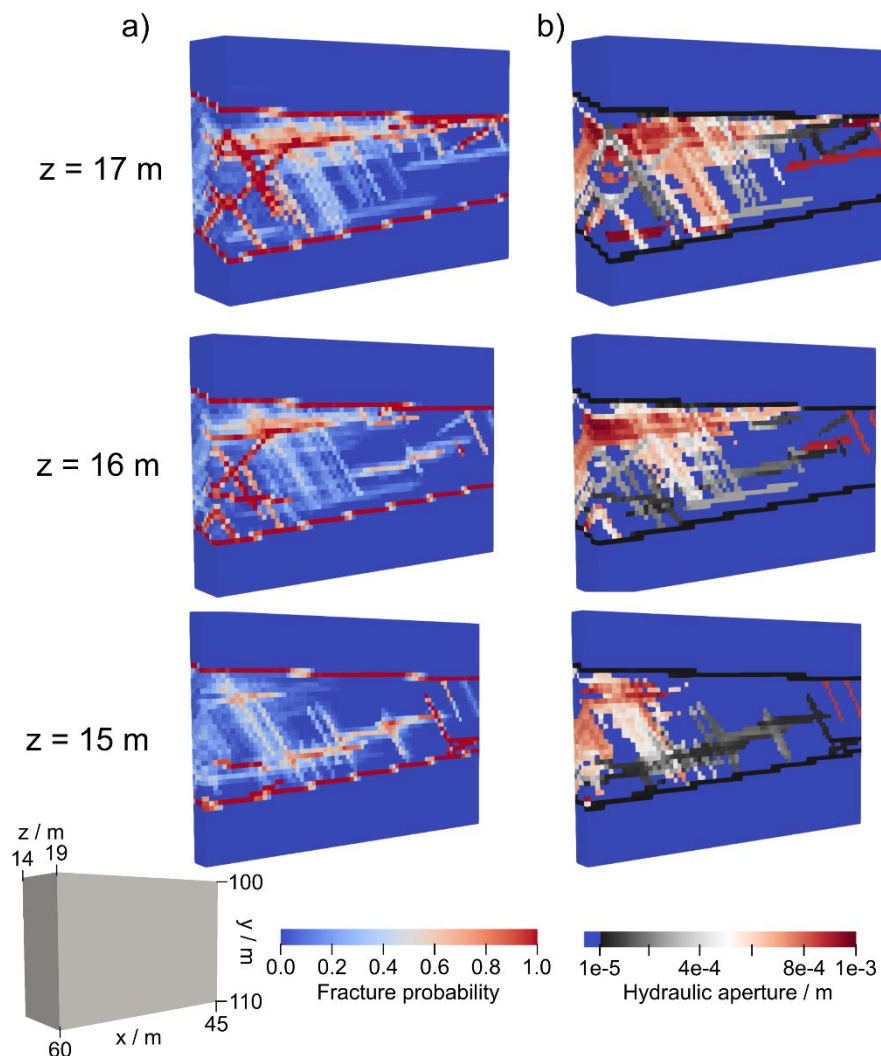 a) b)
z = 17 m
z = 16 m
z = 15 m
z / m
14 19
100
y / m
110
45
x / m
60
0.0 0.2 0.4 0.6 0.8 1.0
Fracture probability
1e-5 4e-4 8e-4 1e-3
Hydraulic aperture / m